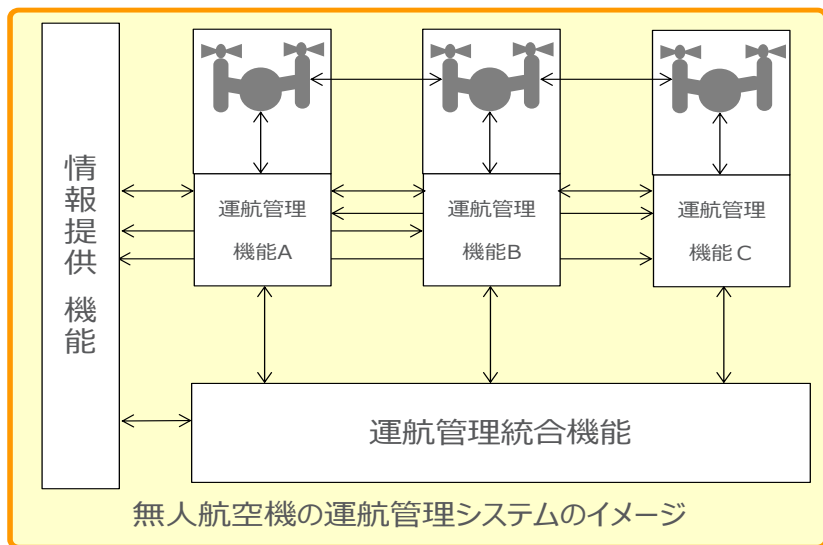 情報提供 機能
運航管理
機能A
運航管理
機能B
運航管理
機能C
運航管理統合機能
無人航空機の運航管理システムのイメージ